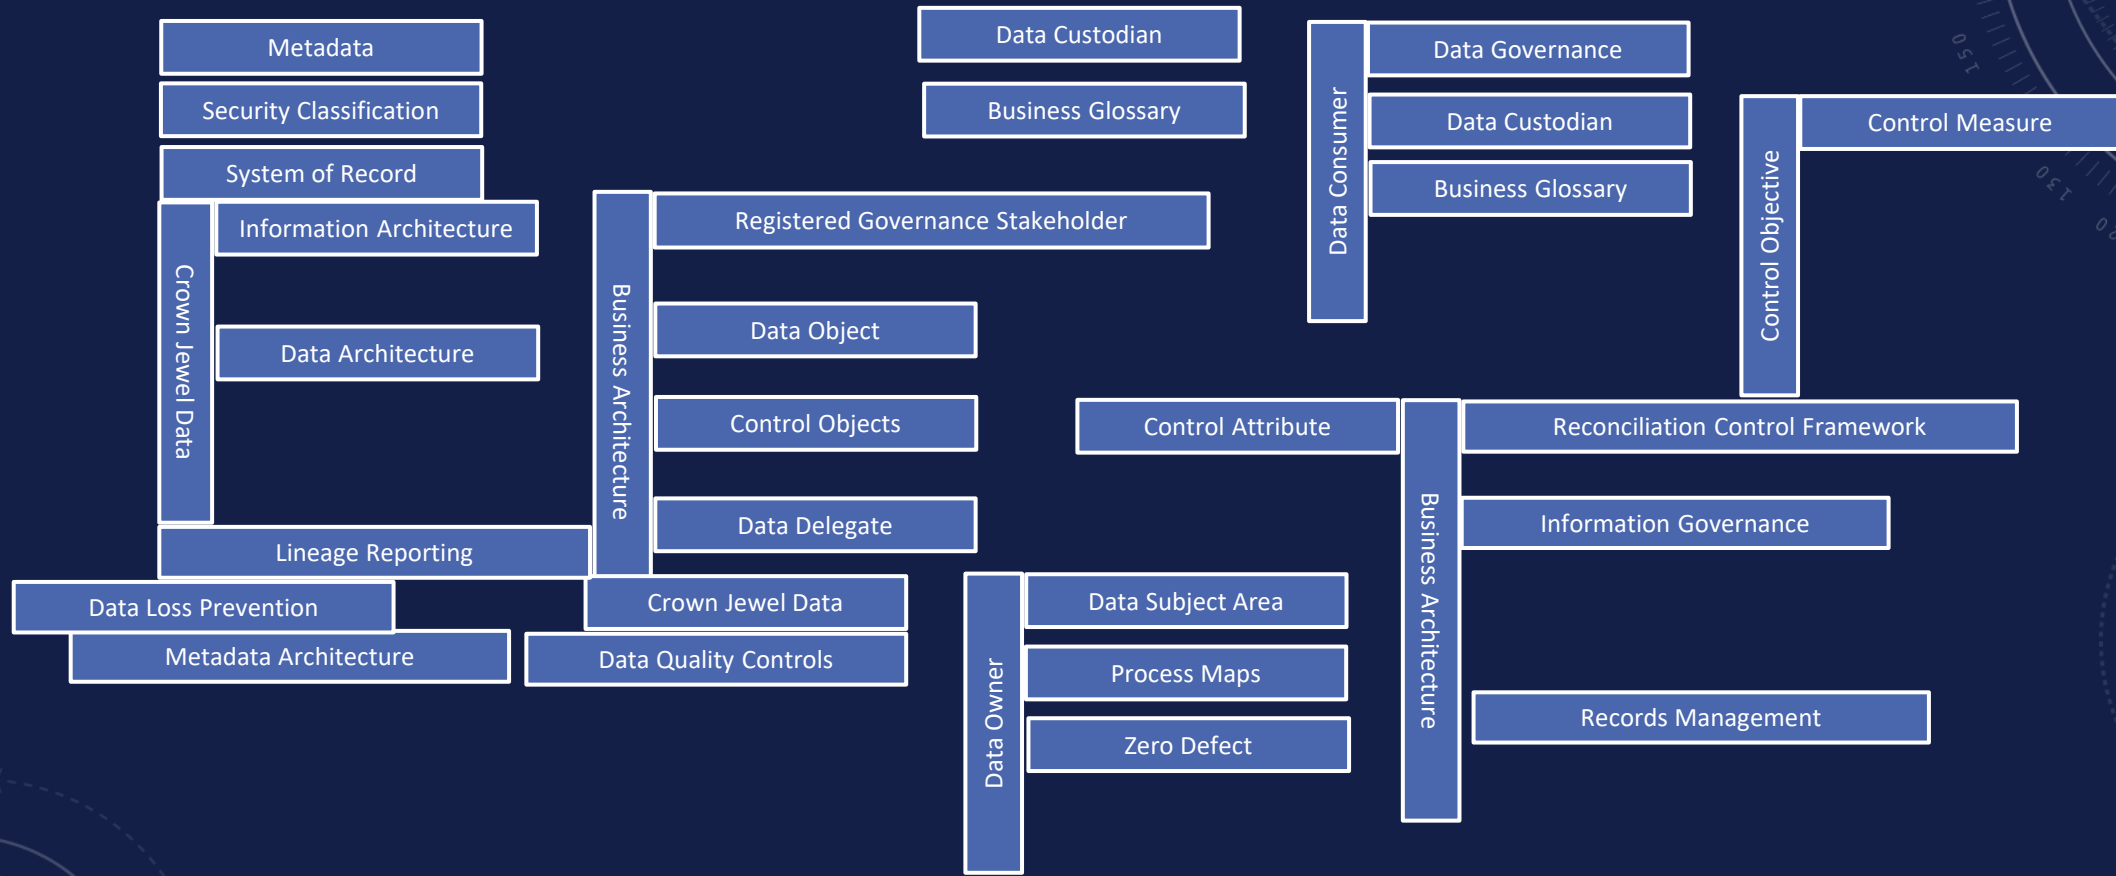 Metadata
Security Classification
System of Record
Crown Jewel Data
Information Architecture
Data Architecture
Lineage Reporting
Data Loss Prevention
Metadata Architecture
Business Architecture
Registered Governance Stakeholder
Data Object
Control Objects
Data Delegate
Crown Jewel Data
Data Quality Controls
Data Custodian
Business Glossary
Data Consumer
Data Governance
Data Custodian
Business Glossary
Control Objective
Control Measure
Control Attribute
Business Architecture
Reconciliation Control Framework
Information Governance
Records Management
Data Owner
Data Subject Area
Process Maps
Zero Defect
150
130